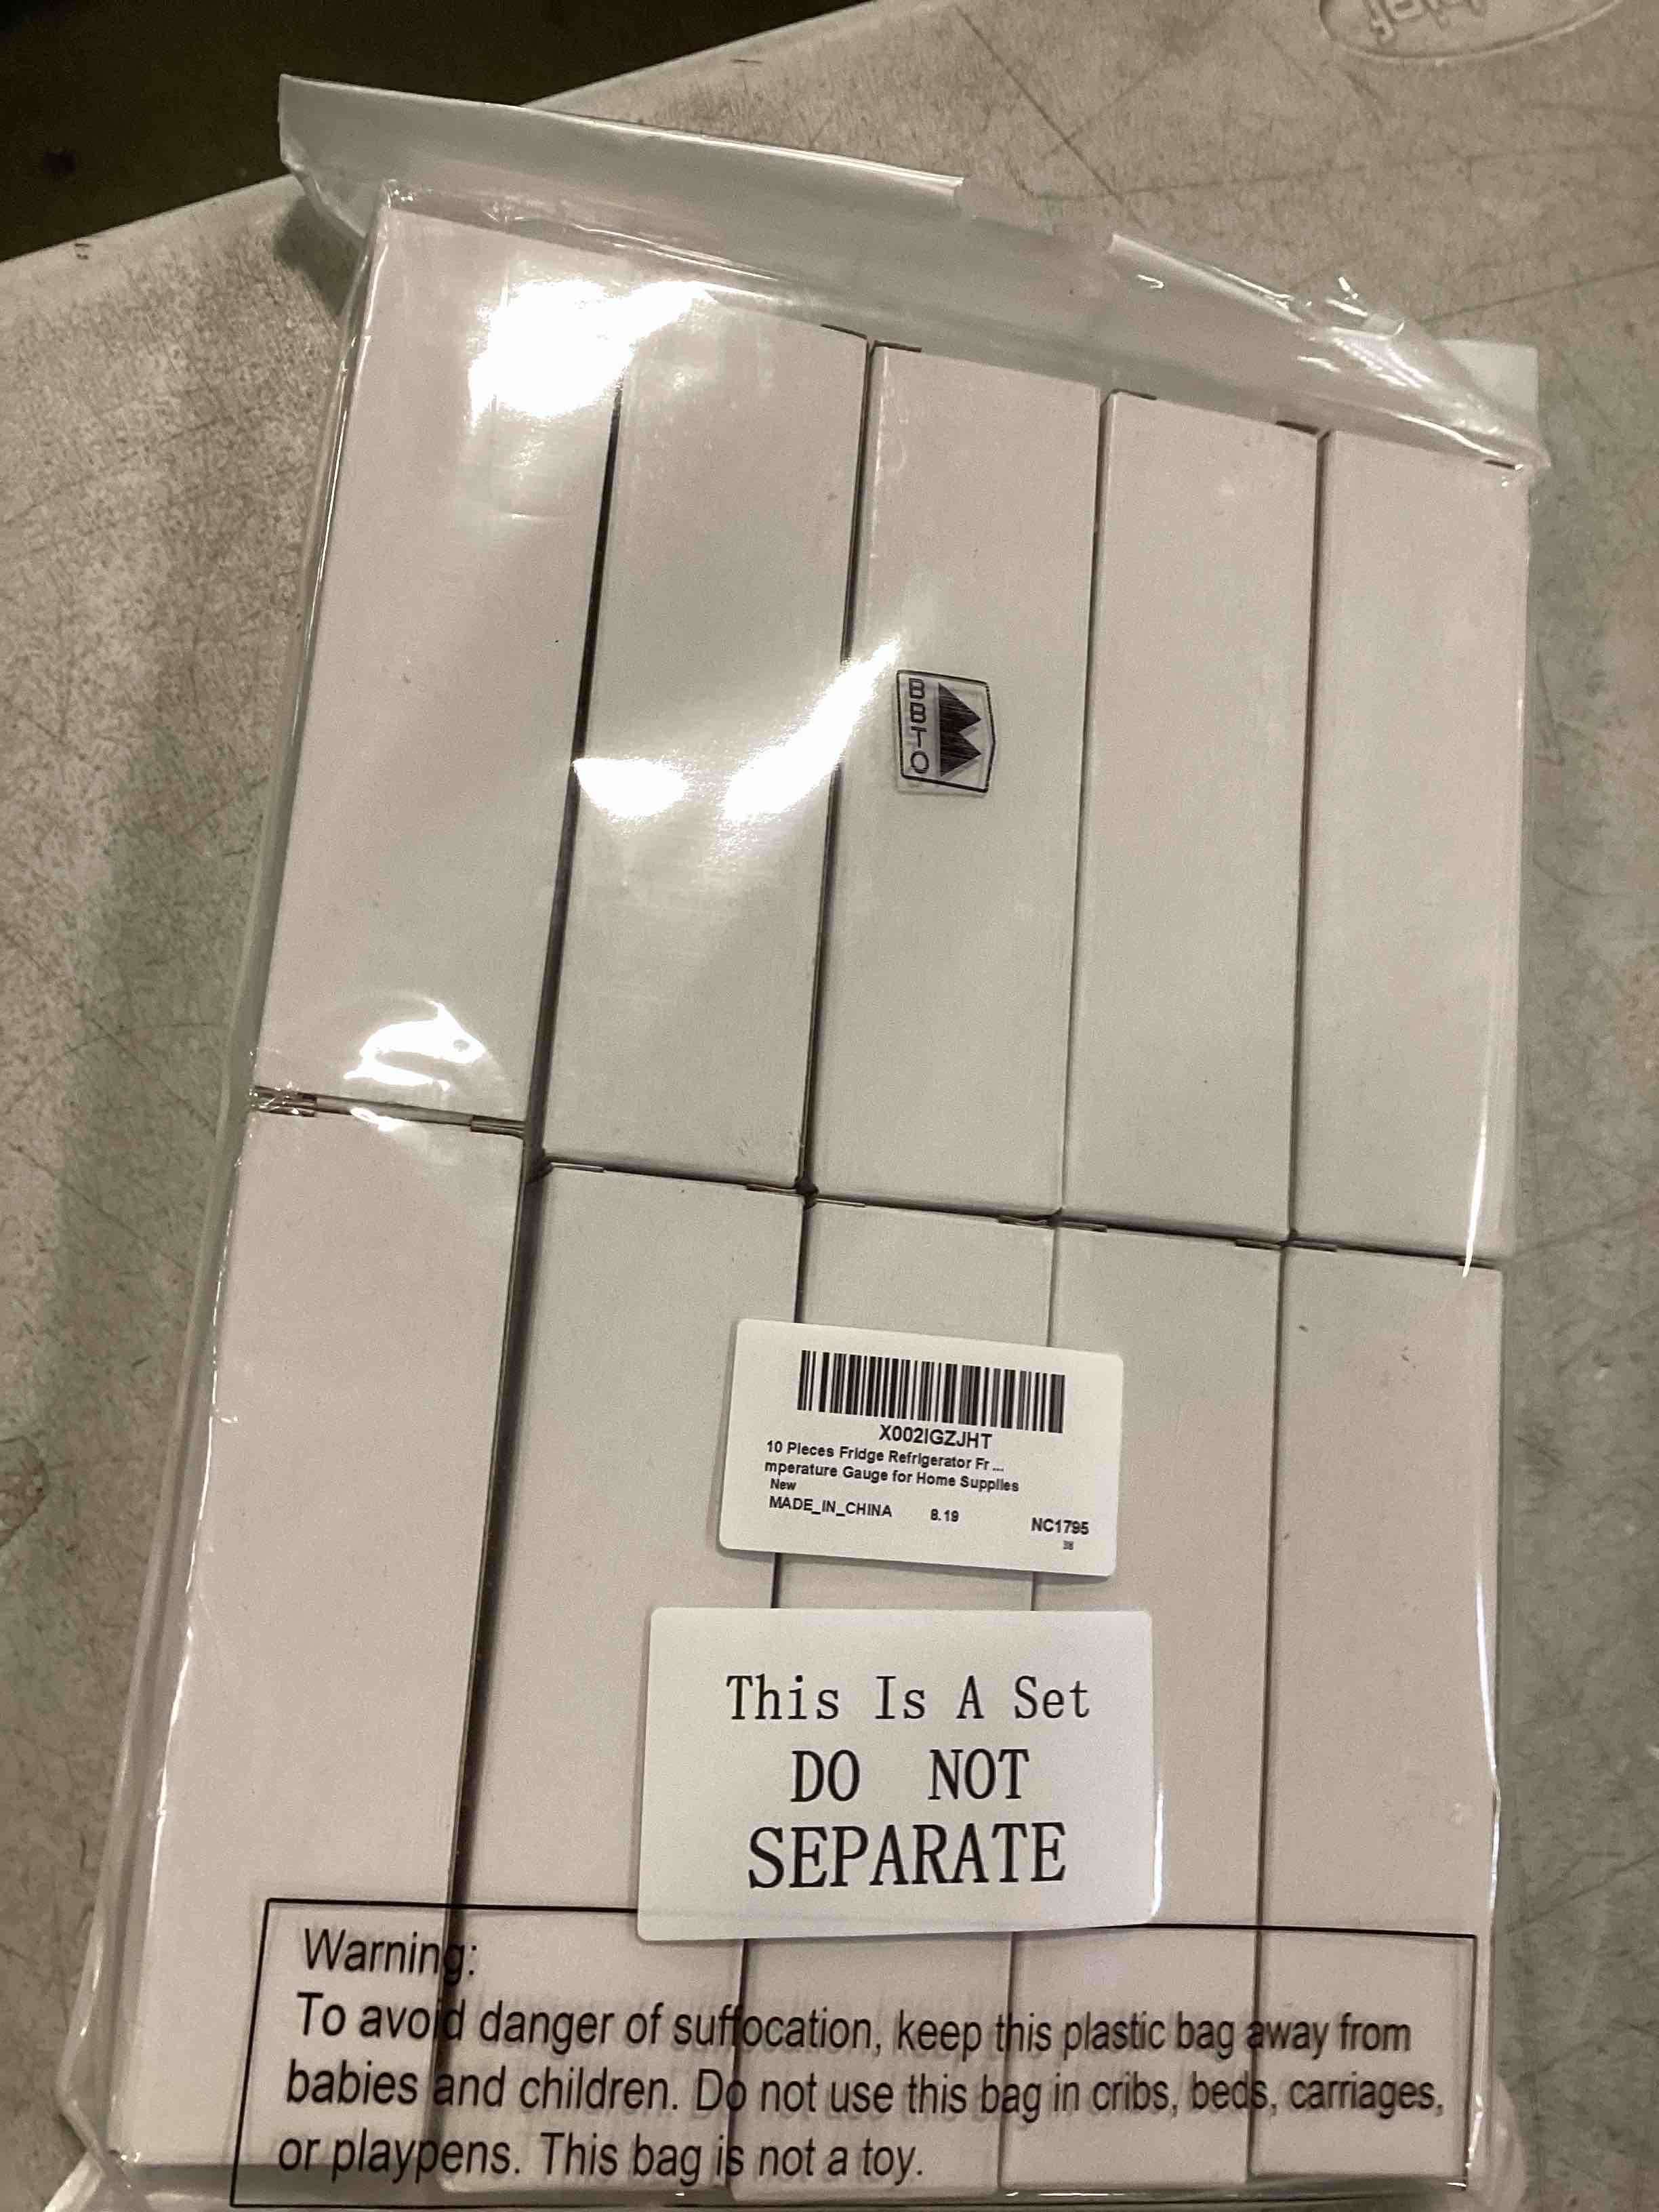 BBTO
X002IGZJHT
10 Pieces Fridge Refrigerator Fr...
mperature Gauge for Home Supplies
New
MADE_IN_CHINA 8.19 NC1795
This Is A Set
DO NOT
SEPARATE
Warning:
To avoid danger of suffocation, keep this plastic bag away from
babies and children. Do not use this bag in cribs, beds, carriages,
or playpens. This bag is not a toy.